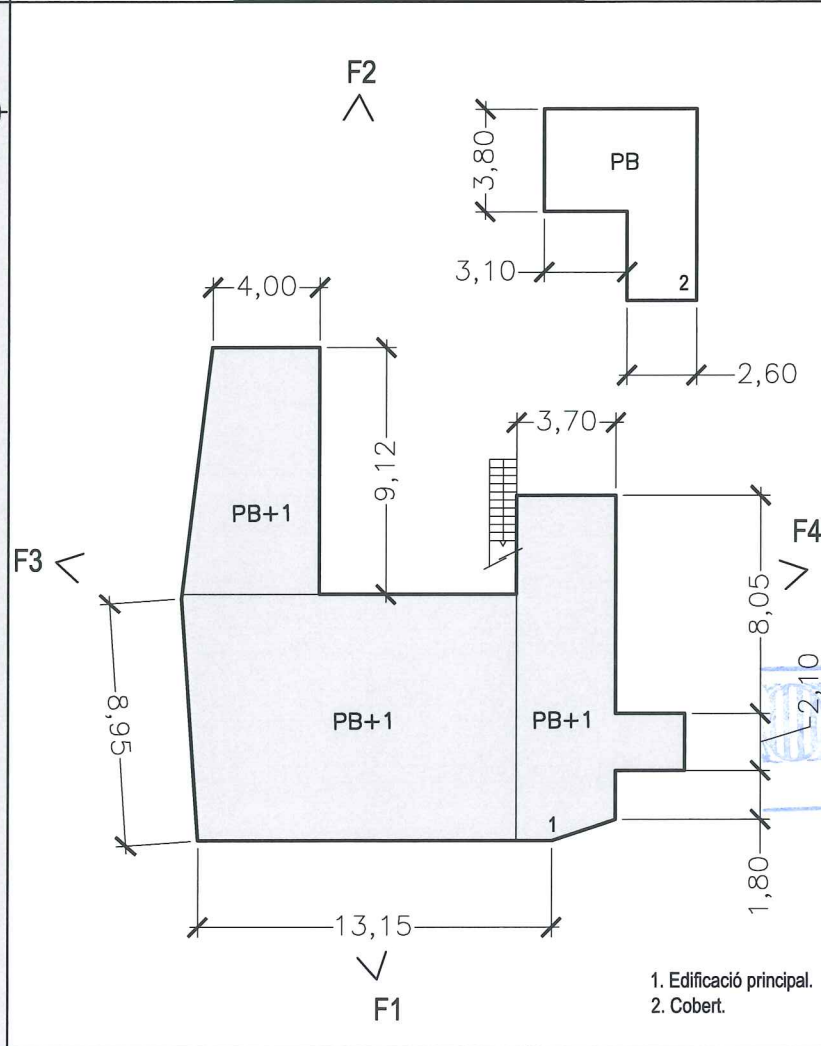 F2
3,80
PB
3,10
2
4,00
2,60
3,70
9,12
PB+1
F3
F4
8,05
2,10
8,95
PB+1
PB+1
1
1,80
13,15
F1
1. Edificació principal.
2. Cobert.